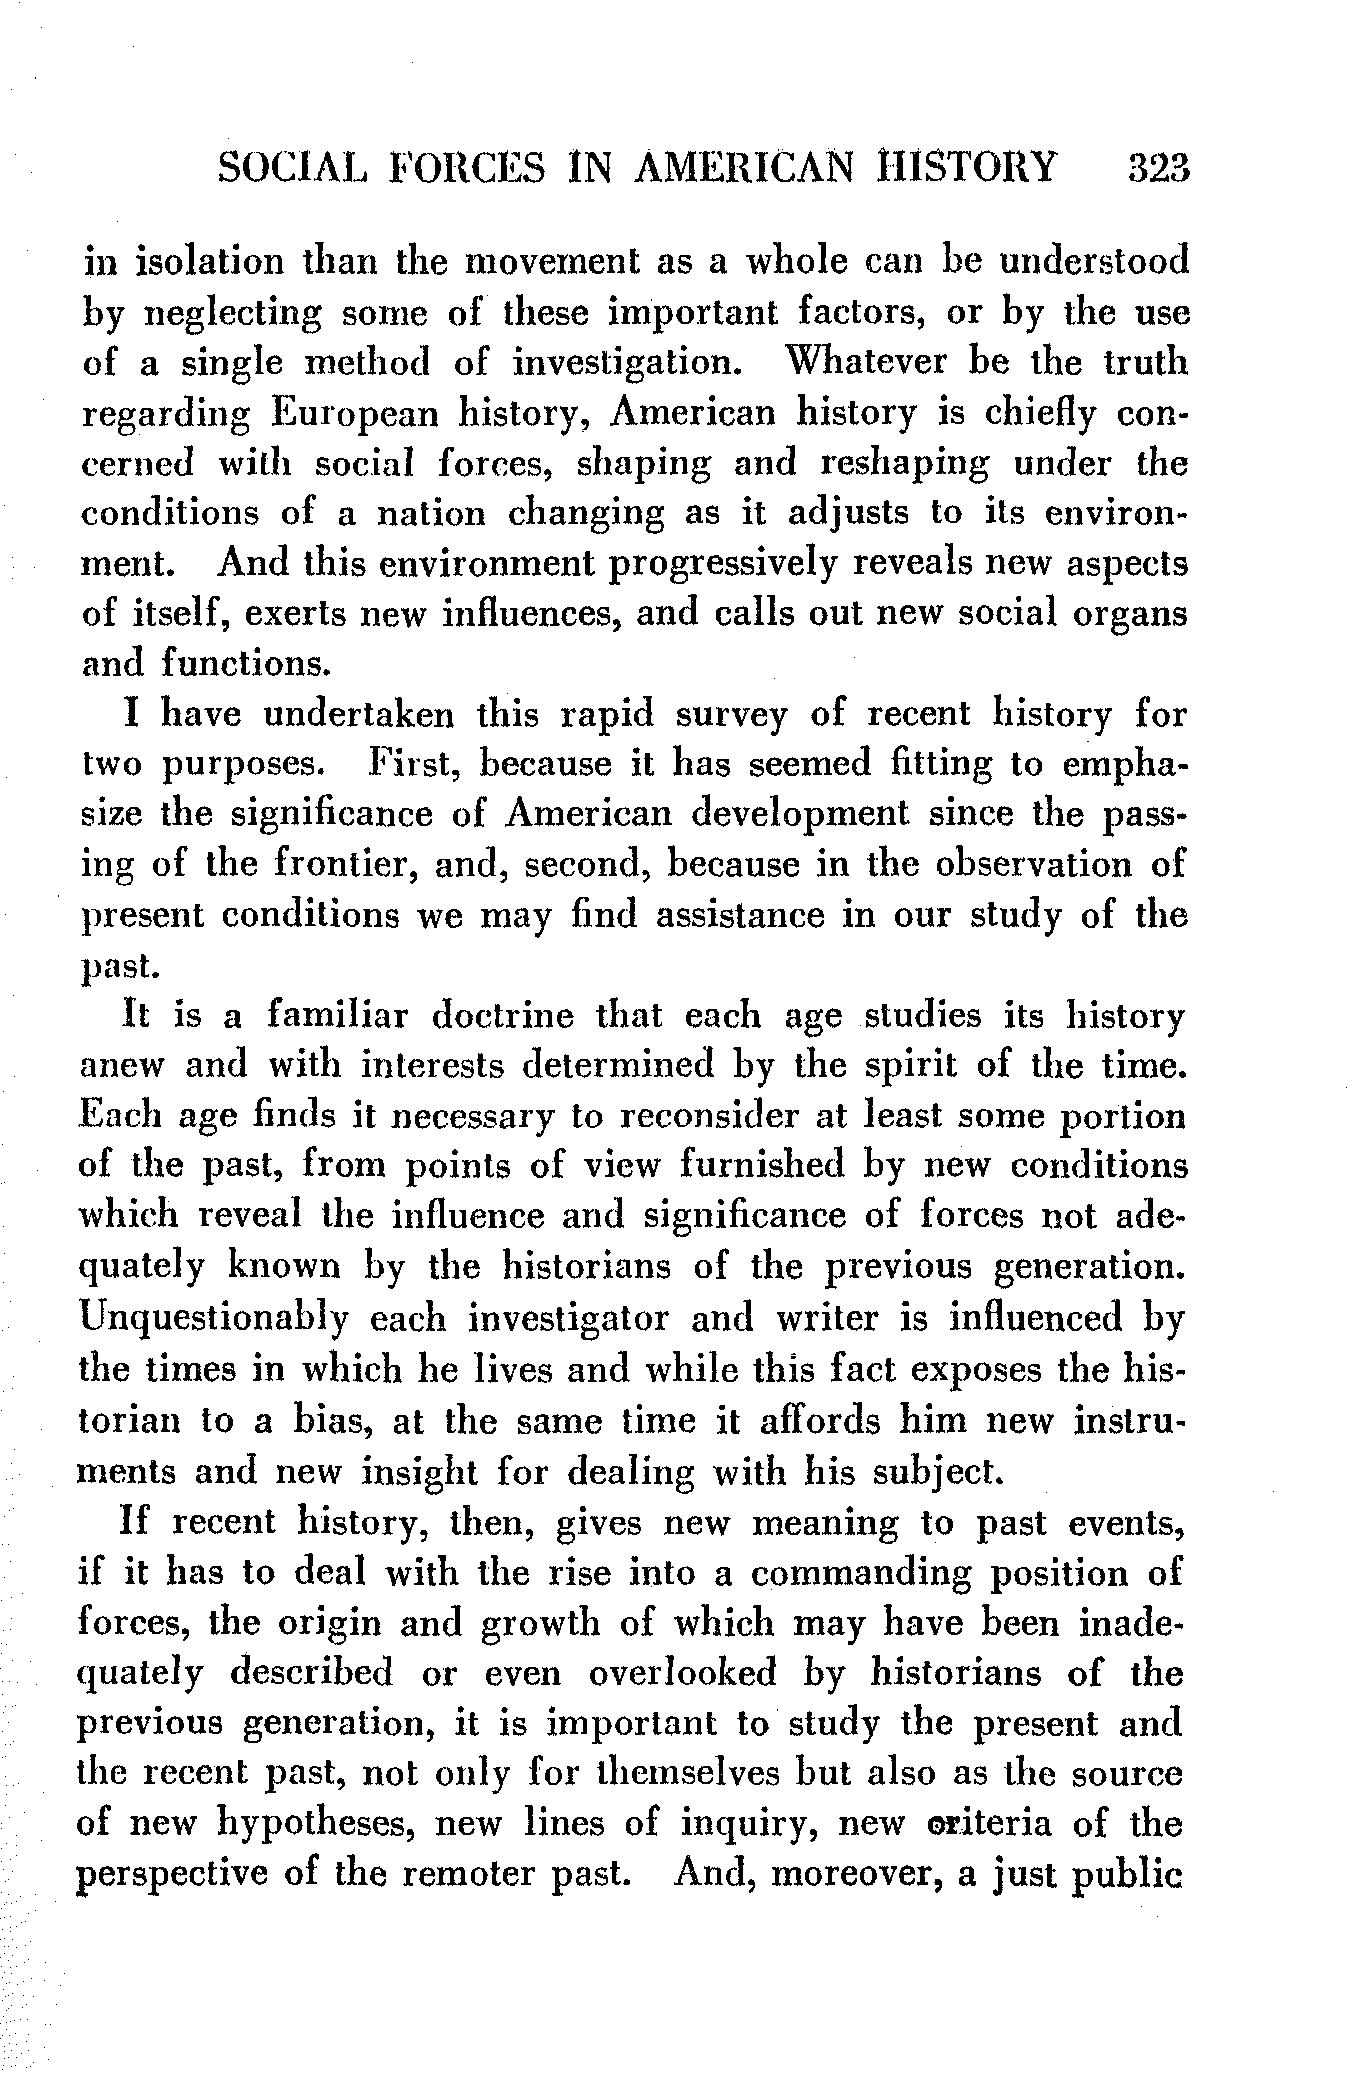 SOCIAL FORCES IN AMERICAN HISTORY 323
in isolation than the movement as a whole can be understood
by neglecting some of these important factors, or by the use
of a single method of investigation. Whatever be the truth
regarding European history, American history is chiefly con-
cerned with social forces, shaping and reshaping under the
conditions of a nation changing as it adjusts to its environ-
ment. And this environment progressively reveals new aspects
of itself, exerts new influences, and calls out new social organs
and functions.
I have undertaken this rapid survey of recent history for
two purposes. First, because it has seemed fitting to empha-
size the significance of American development since the pass-
ing of the frontier, and, second, because in the observation of
present conditions we may find assistance in our study of the
past.
It is a familiar doctrine that each age studies its history
anew and with interests determined by the spirit of the time.
Each age finds it necessary to reconsider at least some portion
of the past, from points of view furnished by new conditions
which reveal the influence and significance of forces not ade-
quately known by the historians of the previous generation.
Unquestionably each investigator and writer is influenced by
the times in which he lives and while this fact exposes the his-
torian to a bias, at the same time it affords him new instru-
ments and new insight for dealing with his subject.
If recent history, then, gives new meaning to past events,
if it has to deal with the rise into a commanding position of
forces, the origin and growth of which may have been inade-
quately described or even overlooked by historians of the
previous generation, it is important to study the present and
the recent past, not only for themselves but also as the source
of new hypotheses, new lines of inquiry, new criteria of the
perspective of the remoter past. And, moreover, a just public